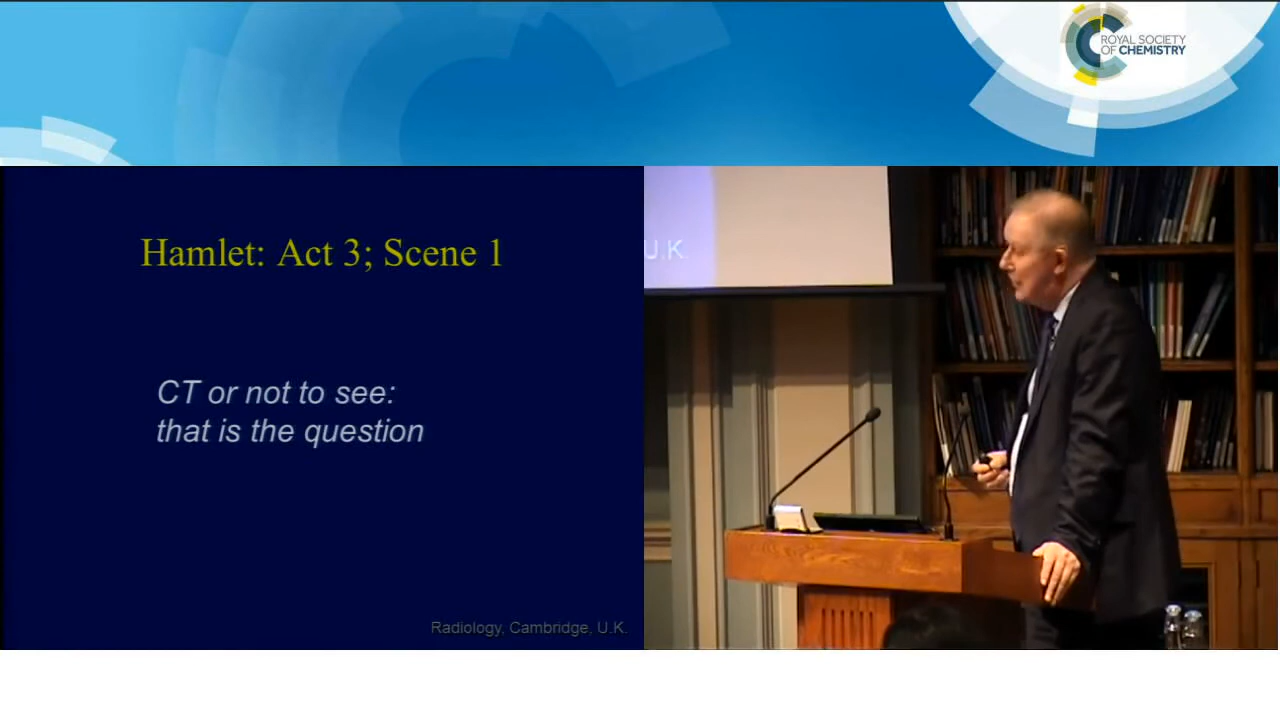 ROYAL SOCIETY
OF CHEMISTRY
Hamlet: Act 3; Scene 1
CT or not to see:
that is the question
Radiology, Cambridge, U.K.
U.K.